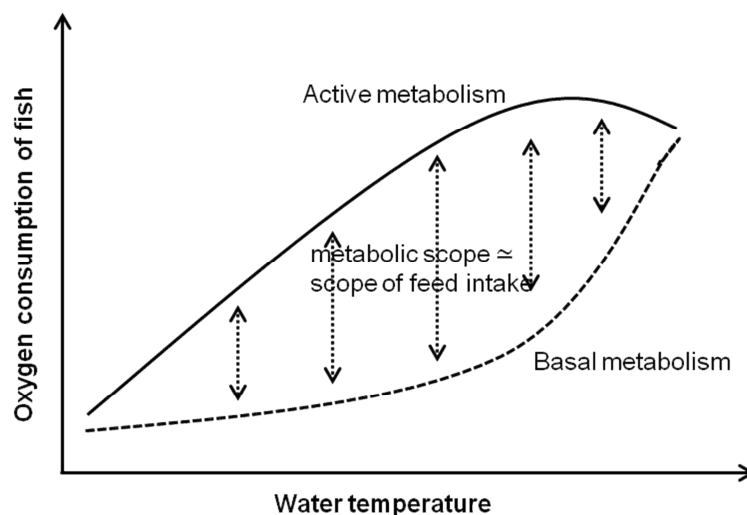 Active metabolism
metabolic scope ≃
scope of feed intake
Basal metabolism
Oxygen consumption of fish
Water temperature